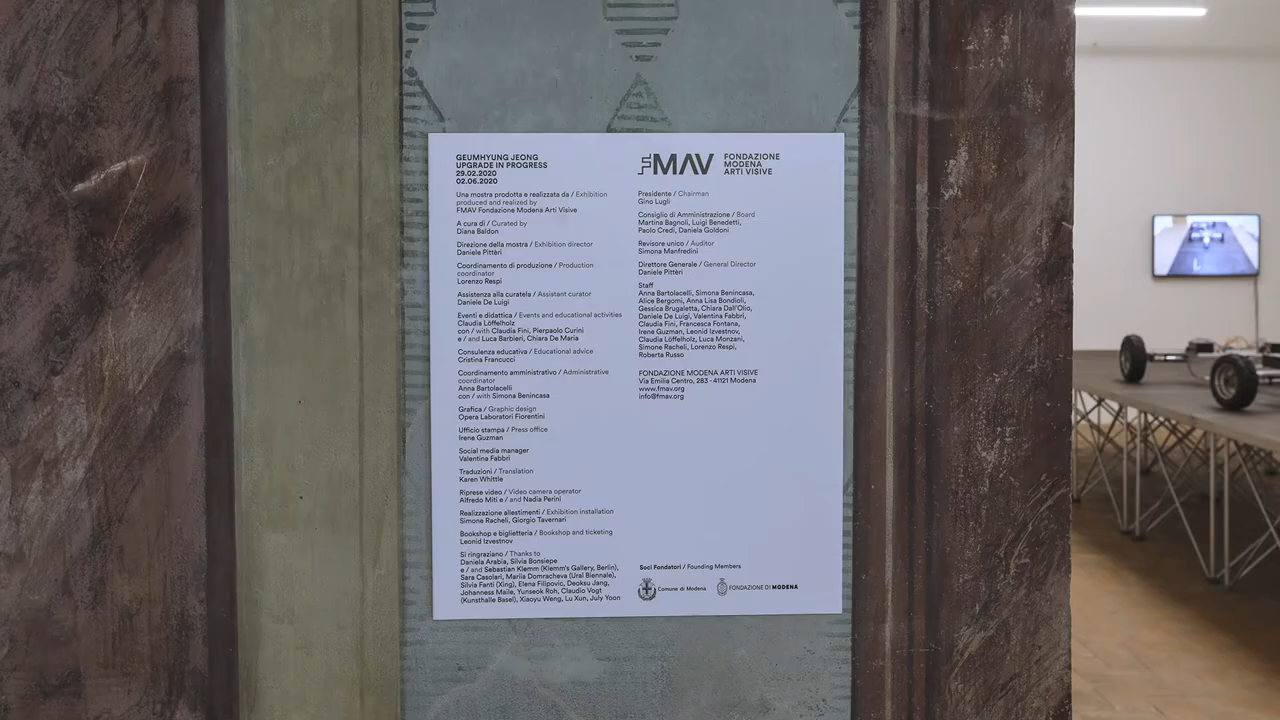 GEUMHYUNG JEONG
UPGRADE IN PROGRESS
29.02.2020
02.06.2020
Una mostra prodotta e realizzata da / Exhibition
produced and realized by
FMAV Fondazione Modena Arti Visive
A cura di / Curated by
Diana Baldon
Direzione della mostra / Exhibition director
Daniele Pittèri
Coordinamento di produzione / Production
coordinator
Lorenzo Respi
Assistenza alla curatela / Assistant curator
Daniele De Luigi
Eventi e didattica / Events and educational activities
Claudia Löffelholz
con / with Claudia Fini, Pierpaolo Curini
e / and Luca Barbieri, Chiara De Maria
Consulenza educativa / Educational advice
Cristina Francucci
Coordinamento amministrativo / Administrative
coordinator
Anna Bartolacelli
con / with Simona Benincasa
Grafica / Graphic design
Opera Laboratori Fiorentini
Ufficio stampa / Press office
Irene Guzman
Social media manager
Valentina Fabbri
Traduzioni / Translation
Karen Whittle
Riprese video / Video camera operator
Alfredo Miti e / and Nadia Perini
Realizzazione allestimenti / Exhibition installation
Simone Racheli, Giorgio Tavernari
Bookshop e biglietteria / Bookshop and ticketing
Leonid Izvestnov
Si ringraziano / Thanks to
Daniela Arabia, Silvia Bonsiepe
e / and Sebastian Klemm (Klemm's Gallery, Berlin),
Sara Casolari, Mariia Domracheva (Ural Biennale),
Silvia Fanti (Xing), Elena Filipovic, Deoksu Jang,
Johanness Maile, Yunseok Roh, Claudio Vogt
(Kunsthalle Basel), Xiaoyu Weng, Lu Xun, July Yoon
FMAV FONDAZIONE
MODENA
ARTI VISIVE
Presidente / Chairman
Gino Lugli
Consiglio di Amministrazione / Board
Martina Bagnoli, Luigi Benedetti,
Paolo Credi, Daniela Goldoni
Revisore unico / Auditor
Simona Manfredini
Direttore Generale / General Director
Daniele Pittèri
Staff
Anna Bartolacelli, Simona Benincasa,
Alice Bergomi, Anna Lisa Bondioli,
Gessica Brugaletta, Chiara Dall'Olio,
Daniele De Luigi, Valentina Fabbri,
Claudia Fini, Francesca Fontana,
Irene Guzman, Leonid Izvestnov,
Claudia Löffelholz, Luca Monzani,
Simone Racheli, Lorenzo Respi,
Roberta Russo
FONDAZIONE MODENA ARTI VISIVE
Via Emilia Centro, 283 - 41121 Modena
www.fmav.org
info@fmav.org
Soci Fondatori / Founding Members
Comune di Modena
FONDAZIONE DI MODENA